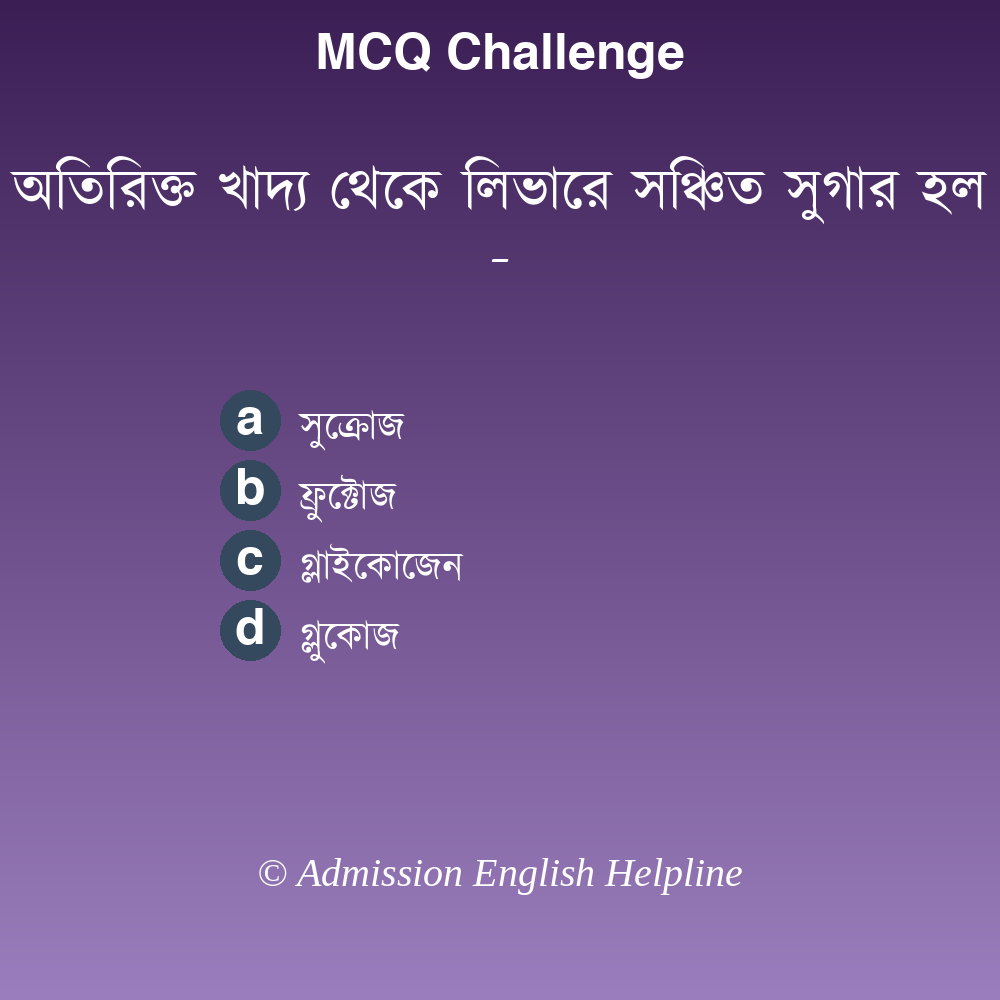 MCQ Challenge
অতিরিক্ত খাদ্য থেকে লিভারে সঞ্চিত সুগার হল
–
a সুক্রোজ
b ফ্রুক্টোজ
c গ্লাইকোজেন
d গ্লুকোজ
© Admission English Helpline